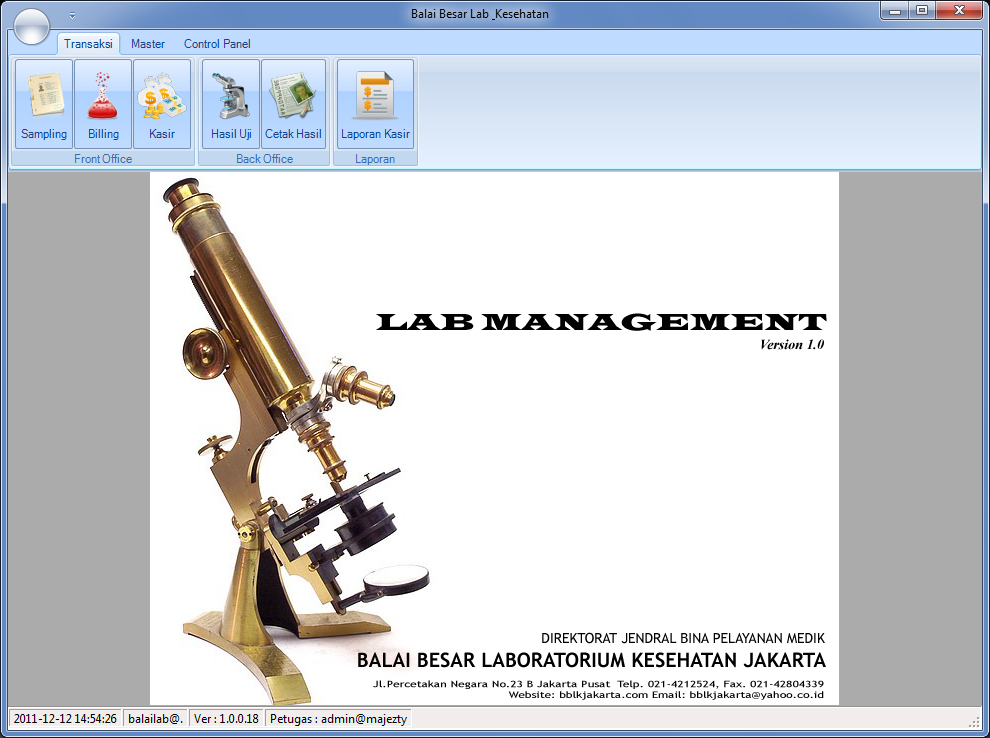 Balai Besar Lab _Kesehatan
Transaksi Master Control Panel
Sampling Billing Kasir Hasil Uji Cetak Hasil Laporan Kasir
Front Office Back Office Laporan
LAB MANAGEMENT
Version 1.0
DIREKTORAT JENDRAL BINA PELAYANAN MEDIK
BALAI BESAR LABORATORIUM KESEHATAN JAKARTA
Jl.Percetakan Negara No.23 B Jakarta Pusat Telp. 021-4212524, Fax. 021-42804339
Website: bblkjakarta.com Email: bblkjakarta@yahoo.co.id
2011-12-12 14:54:26 balailab@. Ver : 1.0.0.18 Petugas : admin@majezty